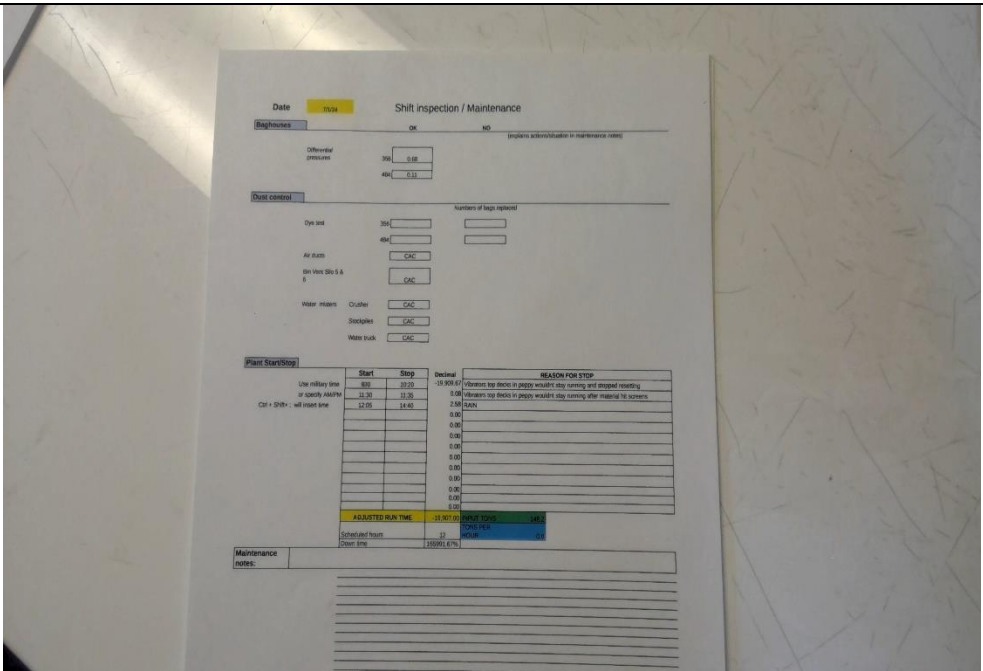 Date 7/1/24 Shift inspection / Maintenance
Baghouses OK NO
(explains actions/situation in maintenance notes)
Differential
pressures 356 0.68
484 0.11
Dust control
Numbers of bags replaced
Dye test 356
484
Air ducts CAC
Bin Vent Silo 5 &
6 CAC
Water misters Crusher CAC
Stockpiles CAC
Water truck CAC
Plant Start/Stop
Start Stop Decimal REASON FOR STOP
Use military time 10:20 -19,909.67 Vibrators top decks in peppy wouldnt stay running and stopped resetting
or specify AM/PM 11:30 11:35 0.08 Vibrators top decks in peppy wouldnt stay running after material hit screens
Ctrl + Shift+ ; will insert time 12:05 14:40 2.58 RAIN
0.00
0.00
0.00
0.00
0.00
0.00
0.00
0.00
0.00
ADJUSTED RUN TIME -19,907.00 INPUT TONS
TONS PER
Scheduled hours 12 HOUR 0.0
Down time
Maintenance
notes: